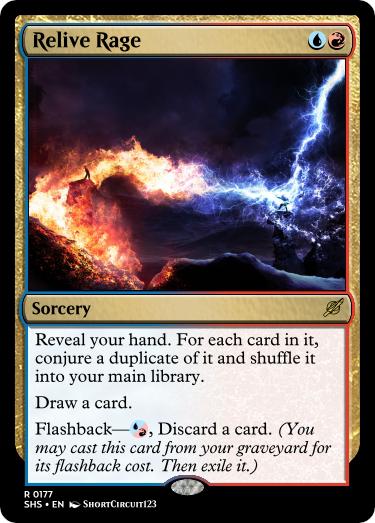 Relive Rage
Sorcery
Reveal your hand. For each card in it,
conjure a duplicate of it and shuffle it
into your main library.
Draw a card.
Flashback—, Discard a card. (You
may cast this card from your graveyard for
its flashback cost. Then exile it.)
R 0177
SHS • EN ShortCircuit123